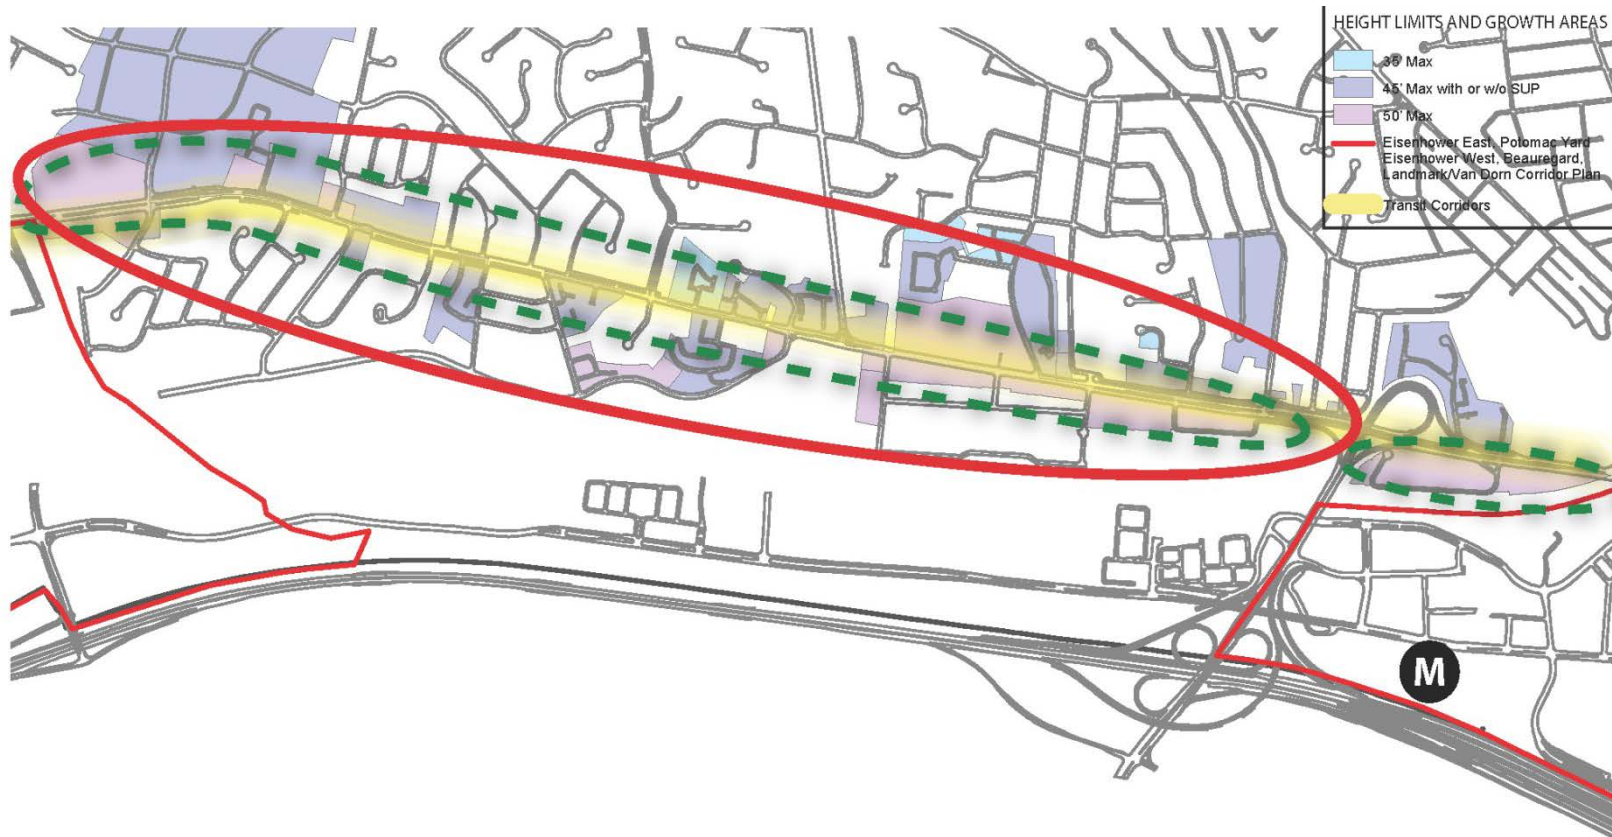 HEIGHT LIMITS AND GROWTH AREAS
35' Max
45' Max with or w/o SUP
50' Max
Eisenhower East, Potomac Yard
Eisenhower West, Beauregard,
Landmark/Van Dorn Corridor Plan
Transit Corridors
M